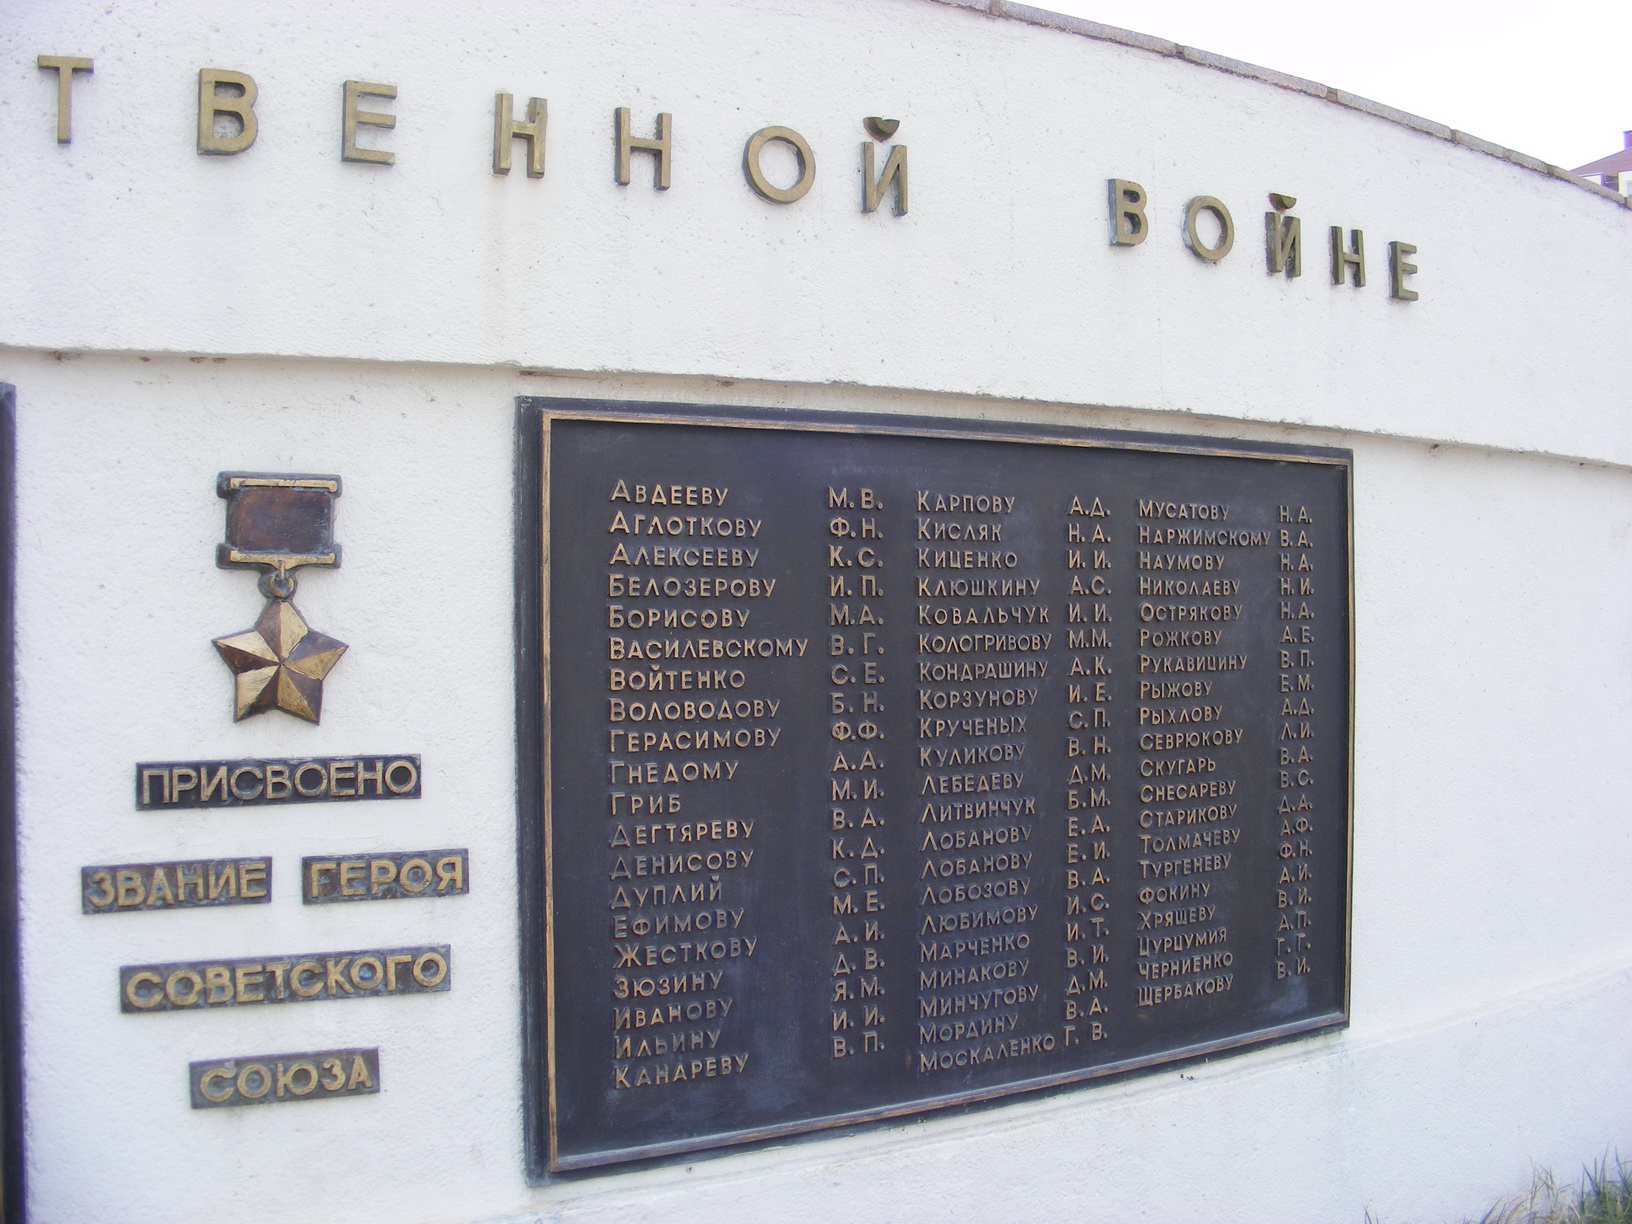 ТВЕННОЙ ВОЙНЕ
ПРИСВОЕНО
ЗВАНИЕ ГЕРОЯ
СОВЕТСКОГО
СОЮЗА
АВДЕЕВУ М.В.
АГЛОТКОВУ Ф.Н.
АЛЕКСЕЕВУ К.С.
БЕЛОЗЕРОВУ И.П.
БОРИСОВУ М.А.
ВАСИЛЕВСКОМУ В.Г.
ВОЙТЕНКО С.Е.
ВОЛОВОДОВУ Б.Н.
ГЕРАСИМОВУ Ф.Ф.
ГНЕДОМУ А.А.
ГРИБ М.И.
ДЕГТЯРЕВУ В.А.
ДЕНИСОВУ К.Д.
ДУПЛИЙ С.П.
ЕФИМОВУ М.Е.
ЖЕСТКОВУ А.И.
ЗЮЗИНУ Д.В.
ИВАНОВУ Я.М.
ИЛЬИНУ И.И.
КАНАРЕВУ В.П.
КАРПОВУ А.Д.
КИСЛЯК Н.А.
КИЦЕНКО И.И.
КЛЮШКИНУ А.С.
КОВАЛЬЧУК И.И.
КОЛОГРИВОВУ М.М.
КОНДРАШИНУ А.К.
КОРЗУНОВУ И.Е.
КРУЧЕНЫХ С.П.
КУЛИКОВУ В.Н.
ЛЕБЕДЕВУ Д.М.
ЛИТВИНЧУК Б.М.
ЛОБАНОВУ Е.А.
ЛОБАНОВУ Е.И.
ЛОБОЗОВУ В.А.
ЛЮБИМОВУ И.С.
МАРЧЕНКО И.Т.
МИНАКОВУ В.И.
МИНЧУГОВУ Д.М.
МОРДИНУ В.А.
МОСКАЛЕНКО Г.В.
МУСАТОВУ Н.А.
НАРЖИМСКОМУ В.А.
НАУМОВУ Н.А.
НИКОЛАЕВУ Н.И.
ОСТРЯКОВУ Н.А.
РОЖКОВУ А.Е.
РУКАВИЦИНУ В.П.
РЫЖОВУ Е.М.
РЫХЛОВУ А.Д.
СЕВРЮКОВУ Л.И.
СКУГАРЬ В.А.
СНЕСАРЕВУ В.С.
СТАРИКОВУ Д.А.
ТОЛМАЧЕВУ А.Ф.
ТУРГЕНЕВУ Ф.Н.
ФОКИНУ А.И.
ХРЯЩЕВУ В.И.
ЦУРЦУМИЯ А.П.
ЧЕРНИЕНКО Г.Г.
ЩЕРБАКОВУ В.И.